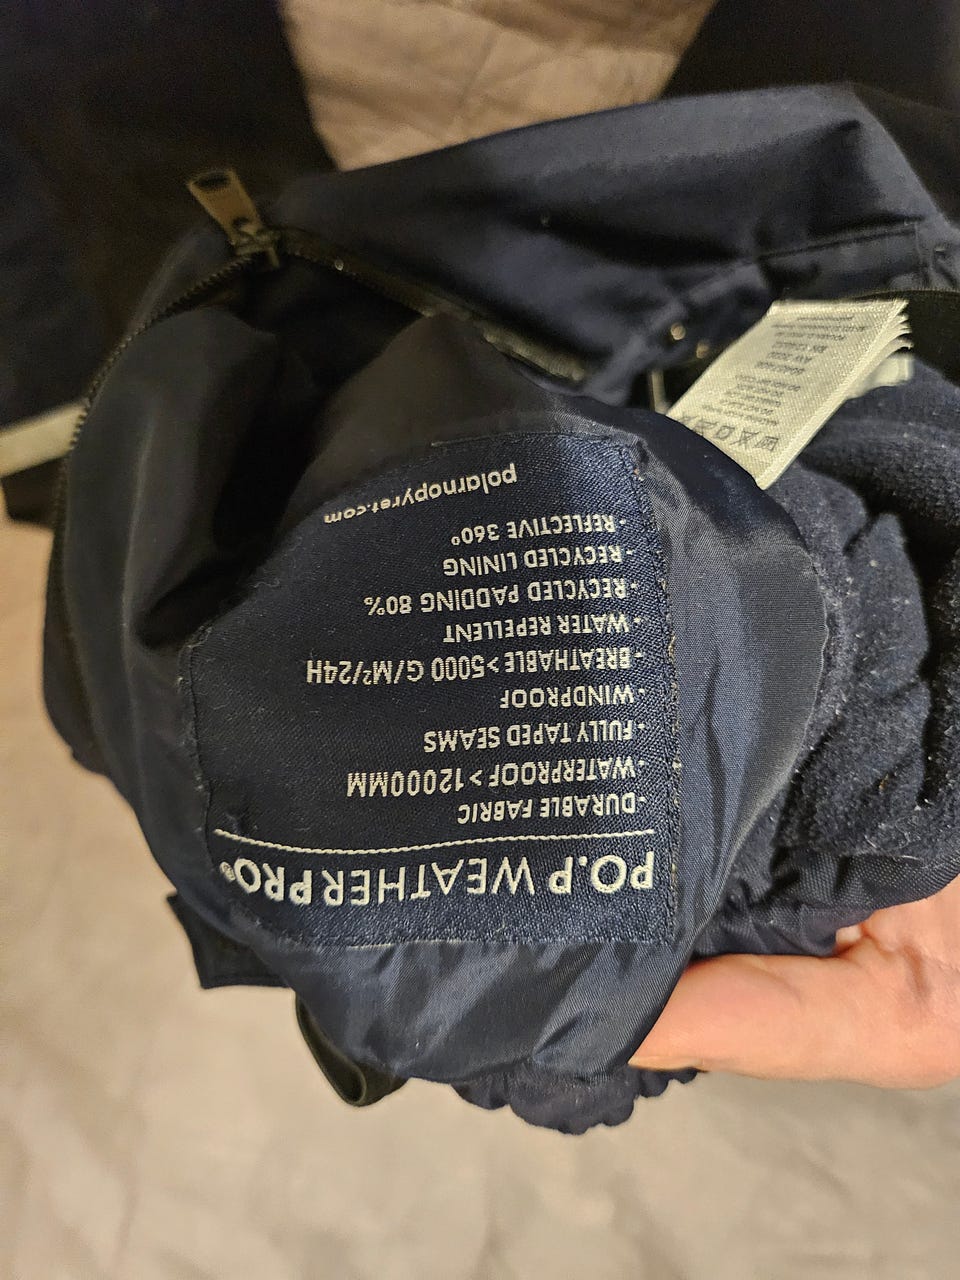 PO.P WEATHERPRO®
• DURABLE FABRIC
• WATERPROOF > 12000MM
• FULLY TAPED SEAMS
• WINDPROOF
• BREATHABLE > 5000 G/M²/24H
• WATER REPELLENT
• RECYCLED PADDING 80%
• RECYCLED LINING
• REFLECTIVE 360°
polarnopyret.com